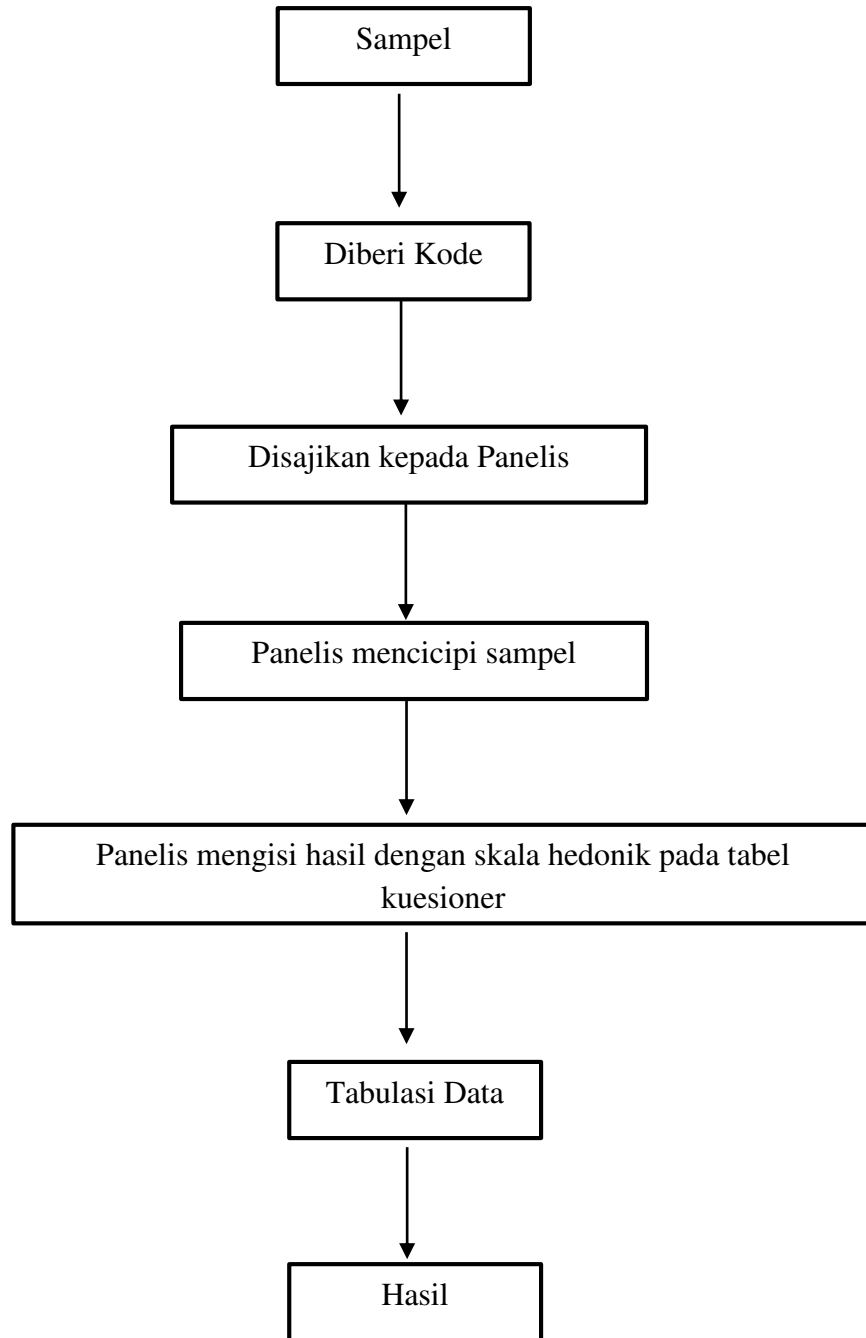 Sampel
Diberi Kode
Disajikan kepada Panelis
Panelis mencicipi sampel
Panelis mengisi hasil dengan skala hedonik pada tabel
kuesioner
Tabulasi Data
Hasil